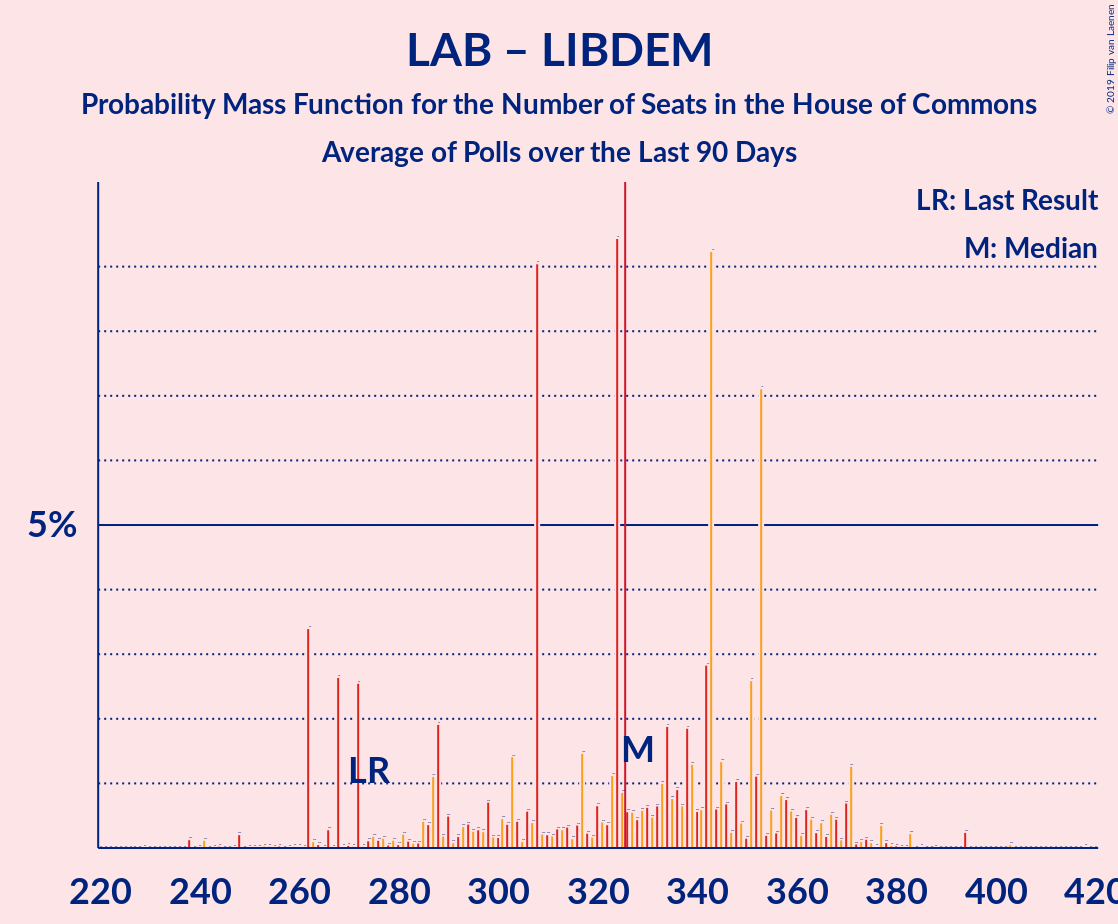 LAB – LIBDEM
Probability Mass Function for the Number of Seats in the House of Commons
Average of Polls over the Last 90 Days
© 2019 Filip van Laenen
LR: Last Result
M: Median
5%
LR
M
220 240 260 280 300 320 340 360 380 400 420